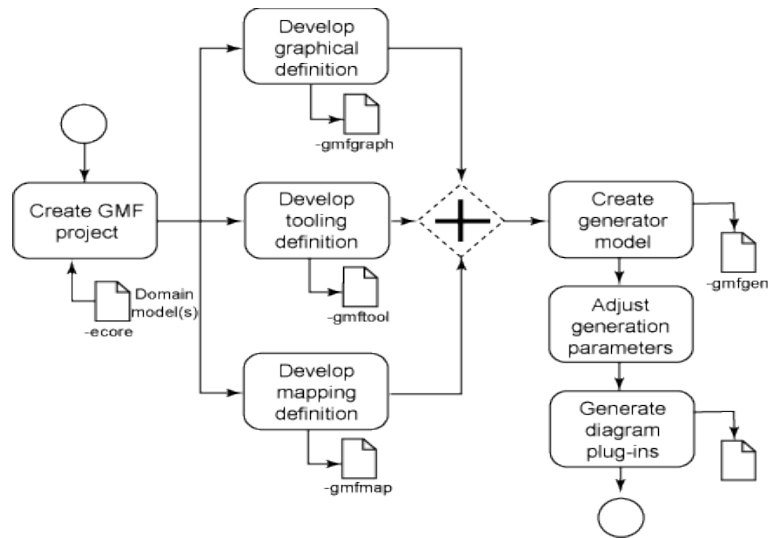 Develop
graphical
definition
-gmfgraph
Create GMF
project
Domain
model(s)
-ecore
Develop
tooling
definition
-gmftool
Develop
mapping
definition
-gmfmap
Create
generator
model
-gmfgen
Adjust
generation
parameters
Generate
diagram
plug-ins